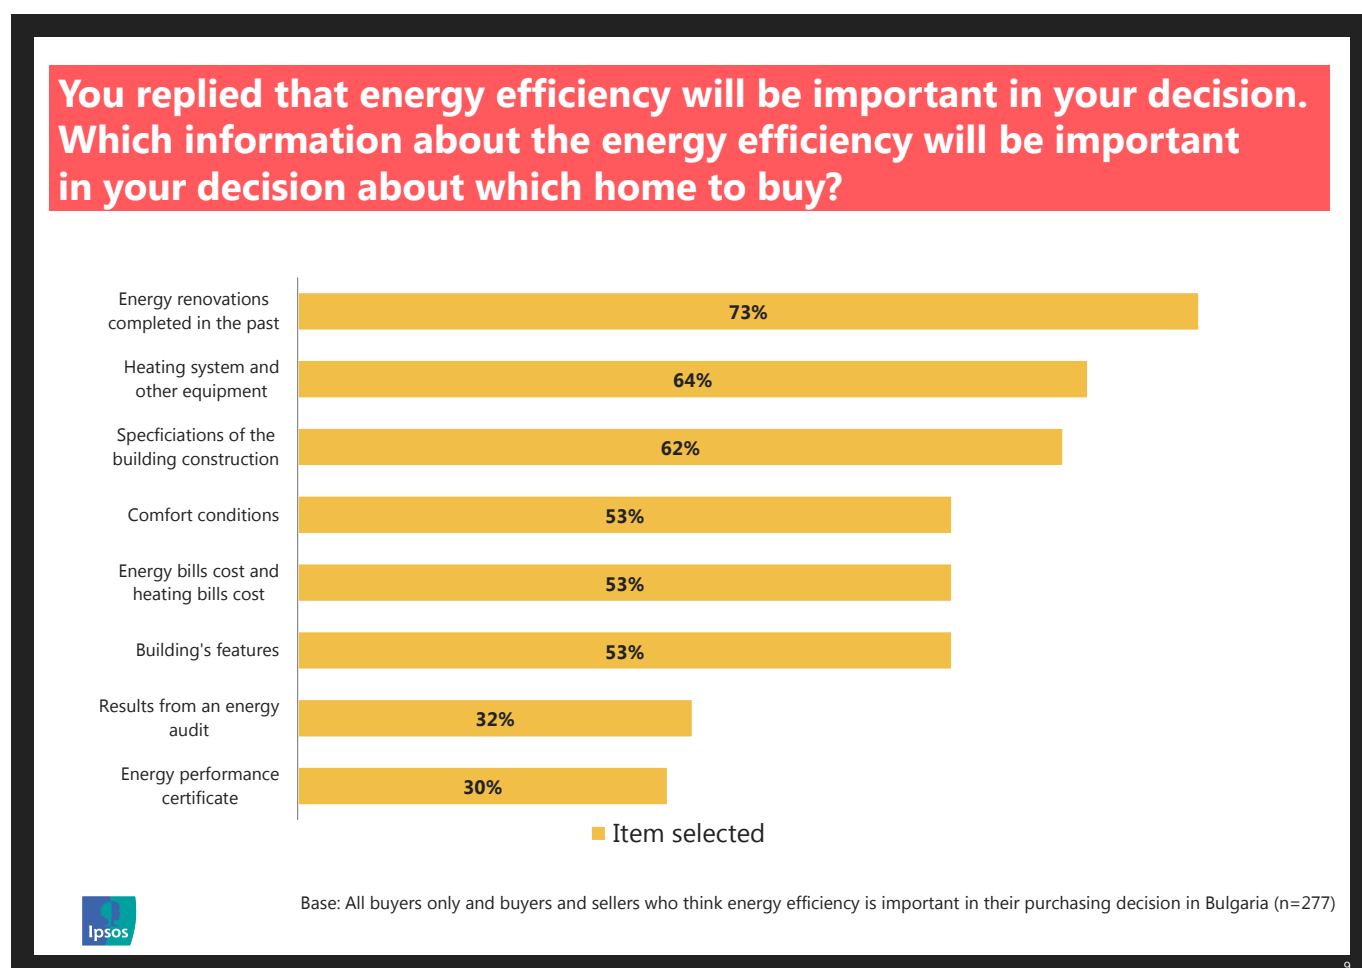 You replied that energy efficiency will be important in your decision.
Which information about the energy efficiency will be important
in your decision about which home to buy?
Energy renovations
completed in the past
73%
Heating system and
other equipment
64%
Specficiations of the
building construction
62%
Comfort conditions
53%
Energy bills cost and
heating bills cost
53%
Building's features
53%
Results from an energy
audit
32%
Energy performance
certificate
30%
Item selected
Base: All buyers only and buyers and sellers who think energy efficiency is important in their purchasing decision in Bulgaria (n=277)
Ipsos
9